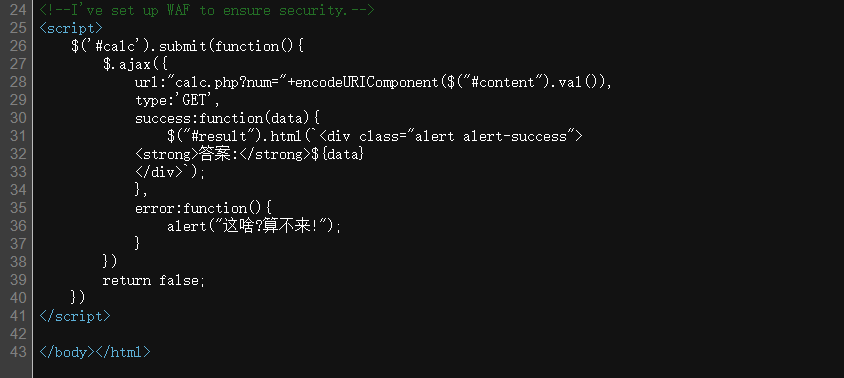 24 <!--I've set up WAF to ensure security.-->
25 <script>
26     $('#calc').submit(function(){
27         $.ajax({
28             url:"calc.php?num="+encodeURIComponent($("#content").val()),
29             type:'GET',
30             success:function(data){
31                 $("#result").html(`<div class="alert alert-success">
32             <strong>答案:</strong>${data}
33             </div>`);
34             },
35             error:function(){
36                 alert("这啥?算不来!");
37             }
38         })
39         return false;
40     })
41 </script>
42
43 </body></html>